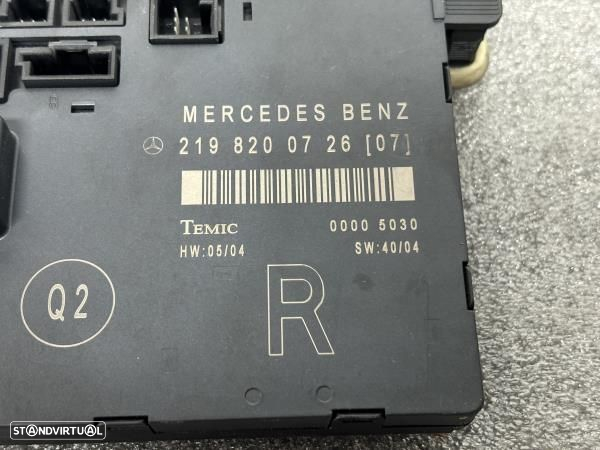 MERCEDES BENZ
219 820 07 26 [07]
TEMIC 0000 5030
HW:05/04 SW:40/04
Q2
R
STANDVIRTUAL